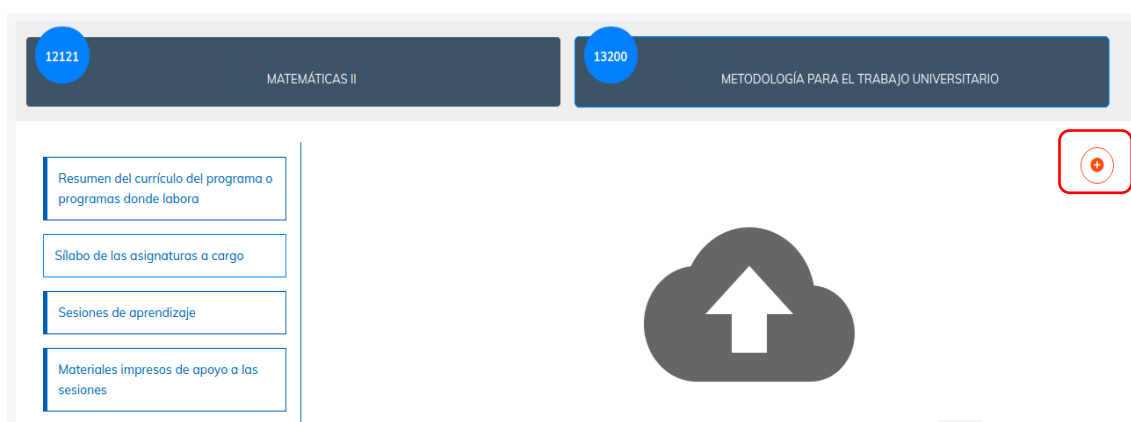 12121
MATEMÁTICAS II
13200
METODOLOGÍA PARA EL TRABAJO UNIVERSITARIO
Resumen del currículo del programa o
programas donde labora
Sílabo de las asignaturas a cargo
Sesiones de aprendizaje
Materiales impresos de apoyo a las
sesiones